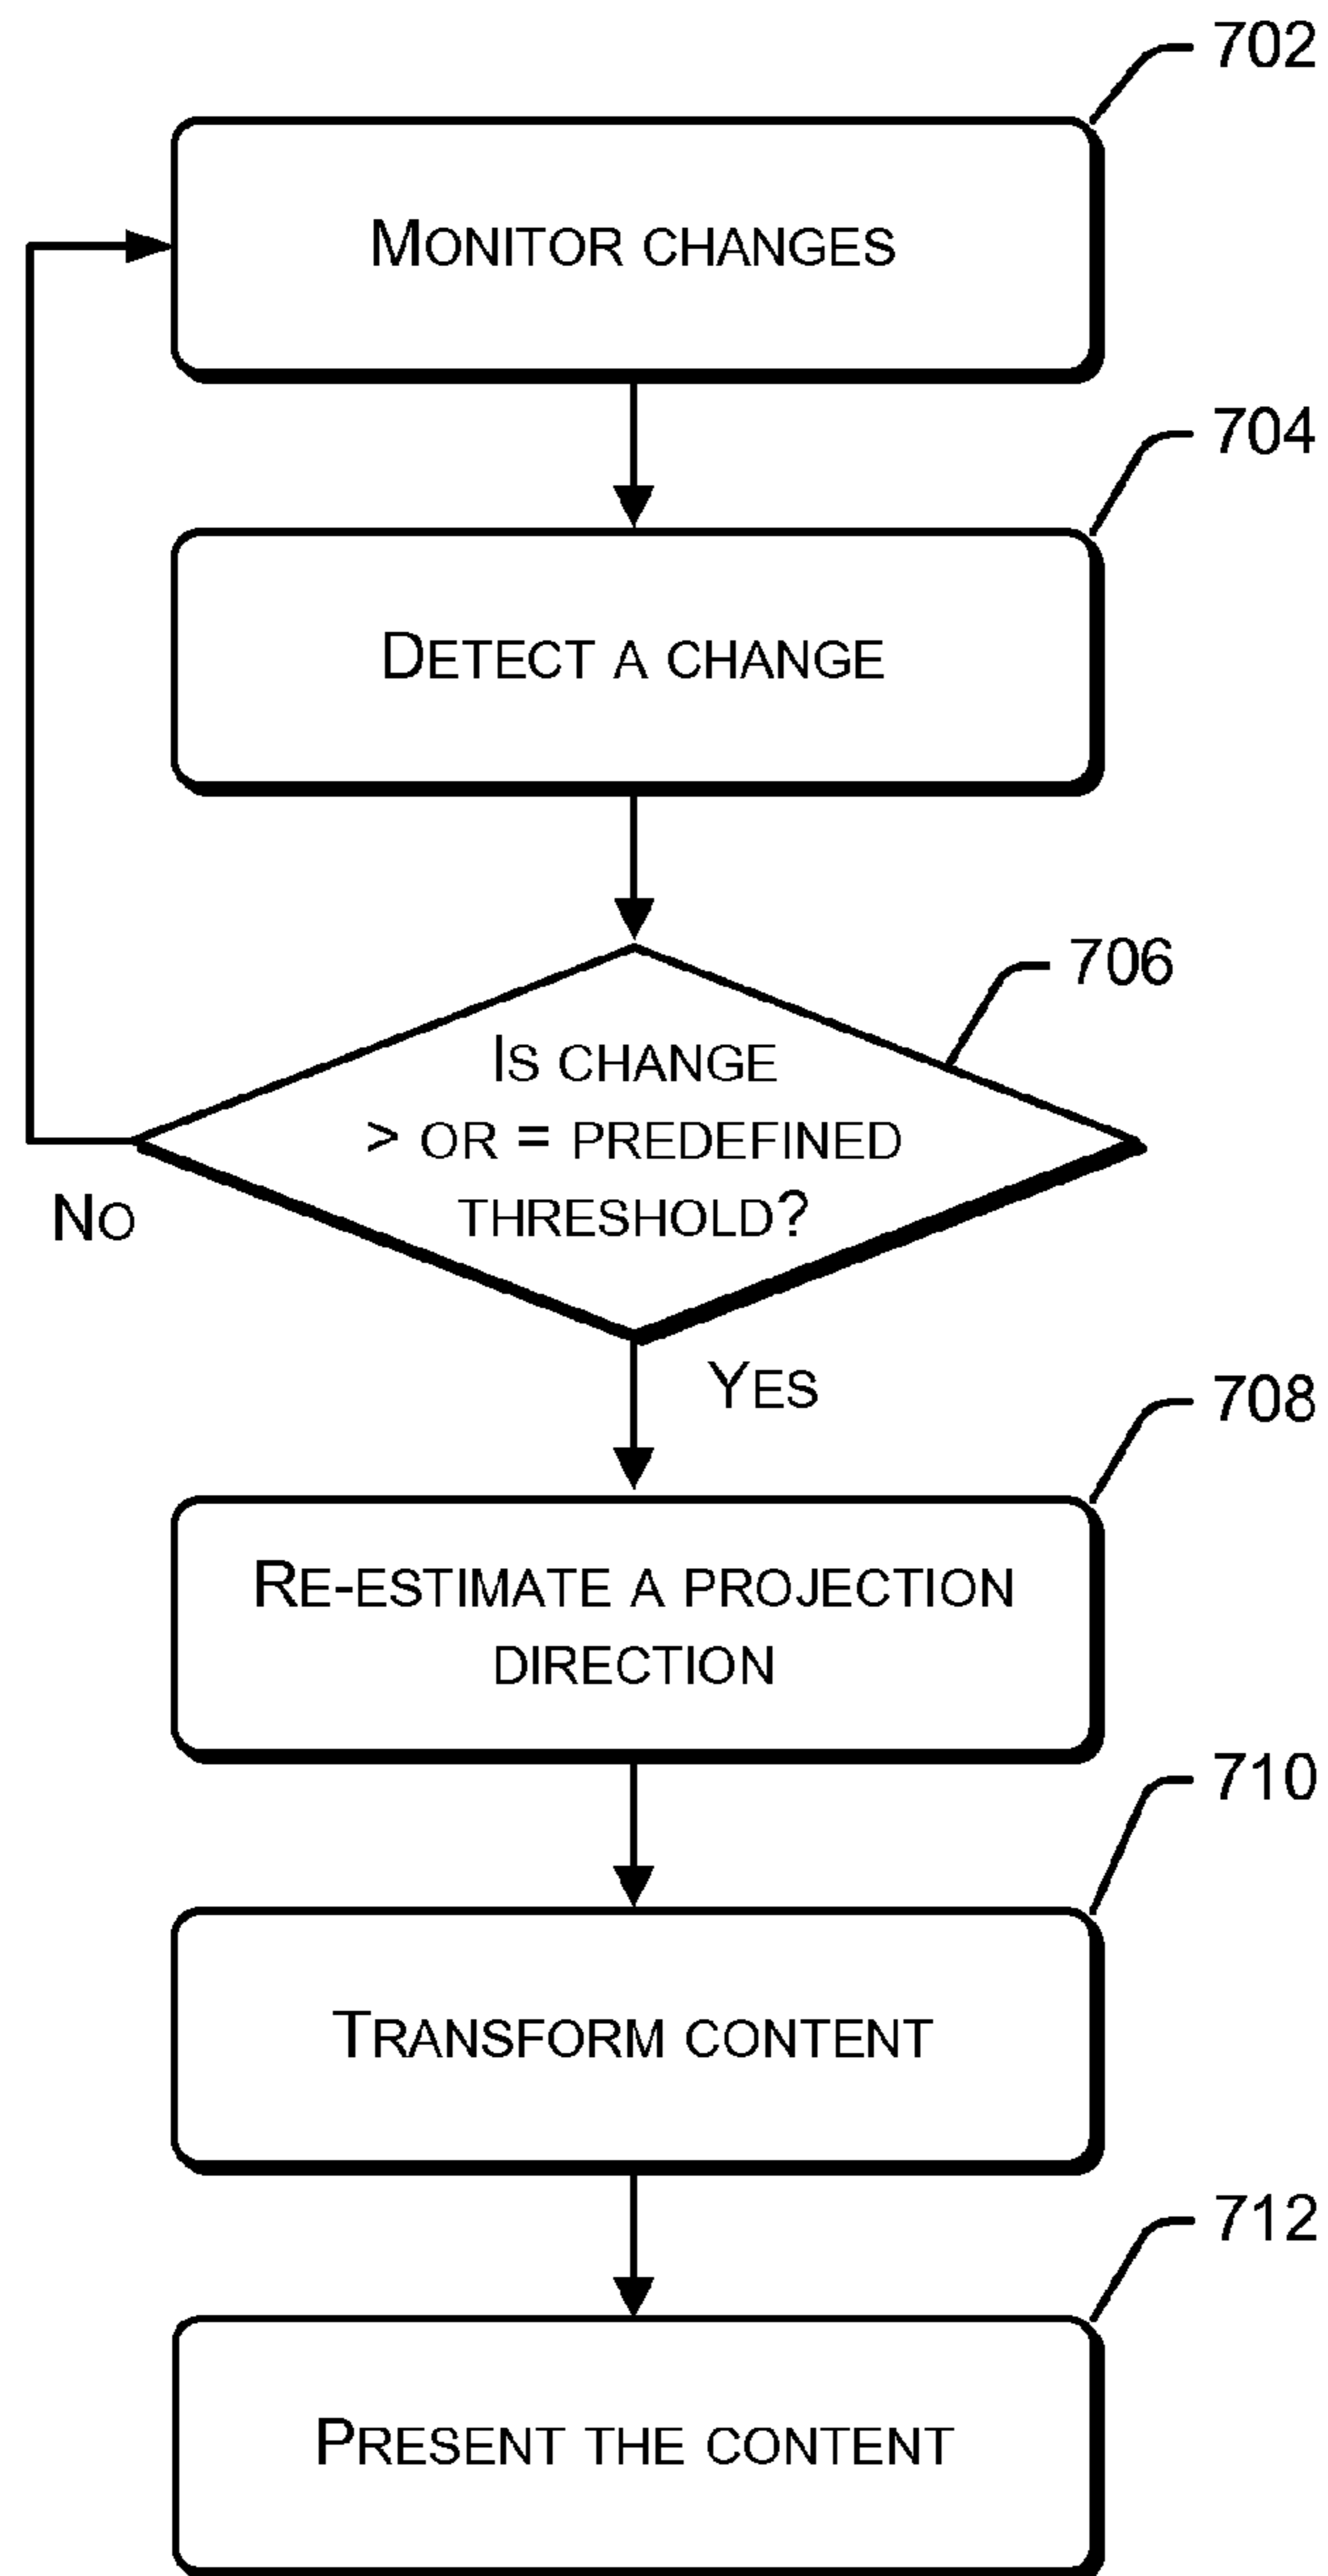 702
MONITOR CHANGES
704
DETECT A CHANGE
706
IS CHANGE
> OR = PREDEFINED
THRESHOLD?
NO
YES
708
RE-ESTIMATE A PROJECTION
DIRECTION
710
TRANSFORM CONTENT
712
PRESENT THE CONTENT